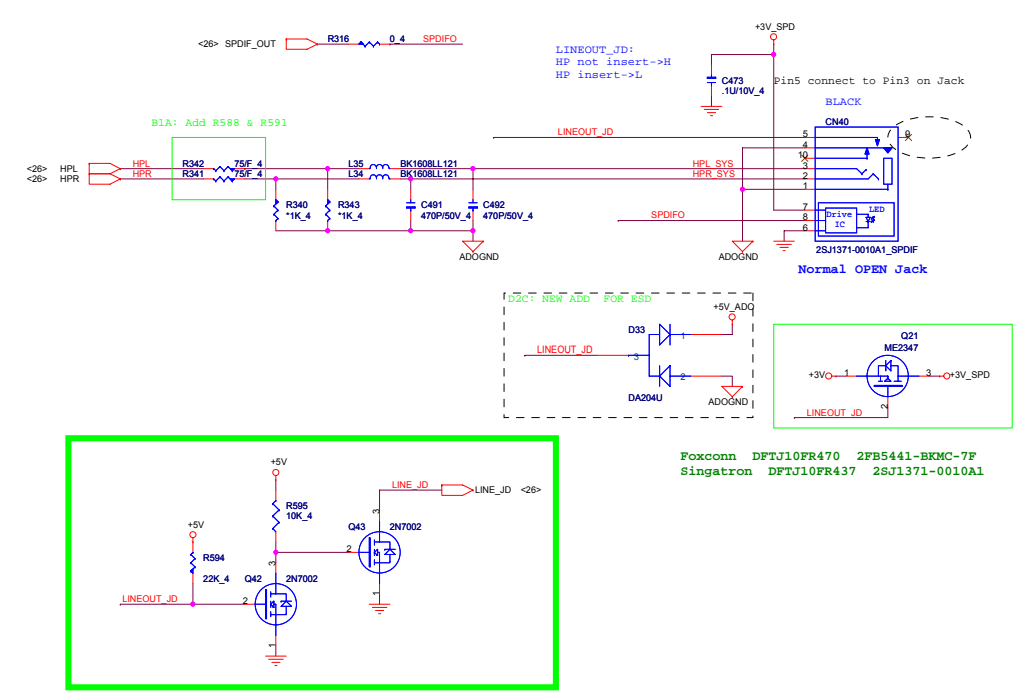 <26> SPDIF_OUT R316 0_4 SPDIFO
+3V_SPD
LINEOUT_JD:
HP not insert->H
HP insert->L
C473
.1U/10V_4
Pin5 connect to Pin3 on Jack
BLACK
CN40
B1A: Add R588 & R591
LINEOUT_JD 5 9
4
10
<26> HPL HPL R342 75/F_4 L35 BK1608LL121 HPL_SYS 3
<26> HPR HPR R341 75/F_4 L34 BK1608LL121 HPR_SYS 2
1
R340
*1K_4
R343
*1K_4
C491
470P/50V_4
C492
470P/50V_4
SPDIFO
7
8
6
Drive
IC
LED
ADOGND
ADOGND
2SJ1371-0010A1_SPDIF
Normal OPEN Jack
D2C: NEW ADD FOR ESD
+5V_ADO
D33
1
LINEOUT_JD 3
2
DA204U
ADOGND
Q21
ME2347
+3V 1 3 +3V_SPD
2
LINEOUT_JD
Foxconn DFTJ10FR470 2FB5441-BKMC-7F
Singatron DFTJ10FR437 2SJ1371-0010A1
+5V
LINE_JD LINE_JD <26>
R595
10K_4
3
Q43 2N7002
+5V
2
R594
22K_4
3
Q42 2N7002
1
LINEOUT_JD 2
1